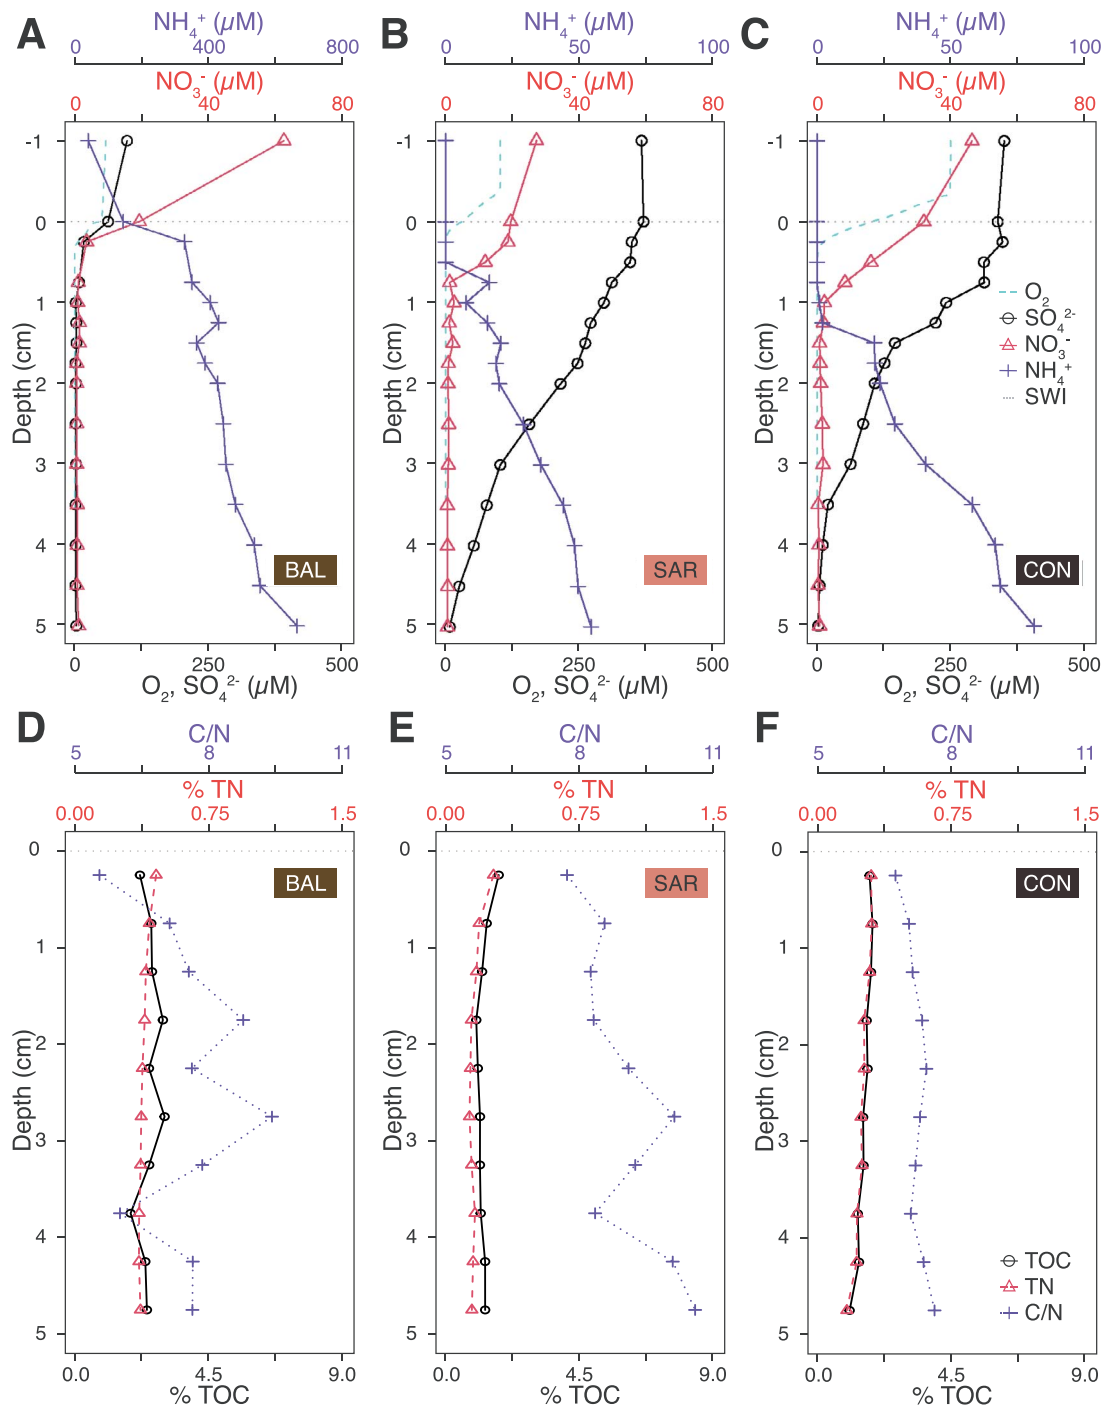 A B C
NH₄⁺ (µM) NH₄⁺ (µM) NH₄⁺ (µM)
0 400 800 0 50 100 0 50 100
NO₃⁻ (µM) NO₃⁻ (µM) NO₃⁻ (µM)
0 40 80 0 40 80 0 40 80
Depth (cm) Depth (cm) Depth (cm)
-1 -1 -1
0 0 0
1 1 1
2 2 2
3 3 3
4 4 4
5 5 5
O₂
SO₄²⁻
NO₃⁻
NH₄⁺
SWI
BAL SAR CON
0 250 500 0 250 500 0 250 500
O₂, SO₄²⁻ (µM) O₂, SO₄²⁻ (µM) O₂, SO₄²⁻ (µM)
D E F
C/N C/N C/N
5 8 11 5 8 11 5 8 11
% TN % TN % TN
0.00 0.75 1.5 0.00 0.75 1.5 0.00 0.75 1.5
BAL SAR CON
Depth (cm) Depth (cm) Depth (cm)
0 0 0
1 1 1
2 2 2
3 3 3
4 4 4
5 5 5
TOC
TN
C/N
0.0 4.5 9.0 0.0 4.5 9.0 0.0 4.5 9.0
% TOC % TOC % TOC